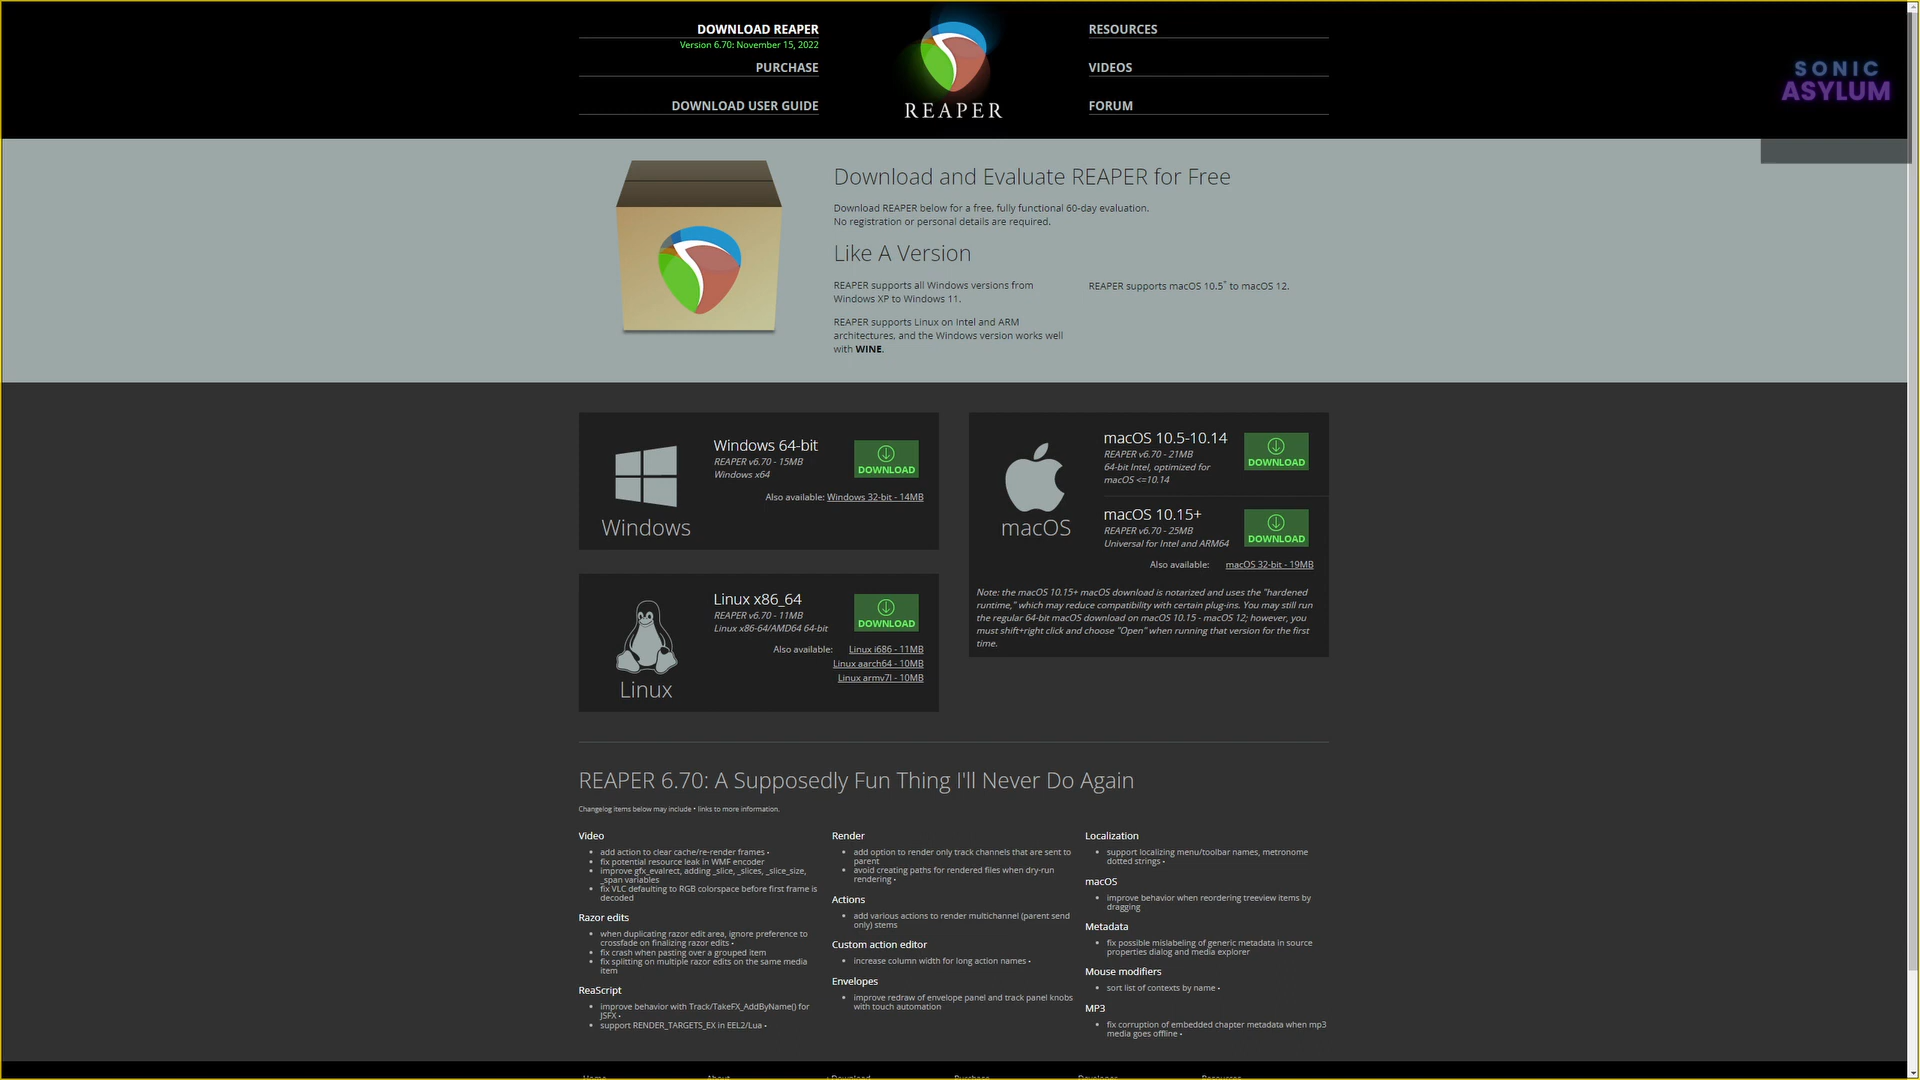 DOWNLOAD REAPER
Version 6.70: November 15, 2022
PURCHASE
DOWNLOAD USER GUIDE
REAPER
RESOURCES
VIDEOS
FORUM
SONIC
ASYLUM
Download and Evaluate REAPER for Free
Download REAPER below for a free, fully functional 60-day evaluation.
No registration or personal details are required.
Like A Version
REAPER supports all Windows versions from
Windows XP to Windows 11.
REAPER supports Linux on Intel and ARM
architectures, and the Windows version works well
with WINE.
REAPER supports macOS 10.5* to macOS 12.
Windows
Windows 64-bit
REAPER v6.70 - 15MB
Windows x64
DOWNLOAD
Also available: Windows 32-bit - 14MB
Linux
Linux x86_64
REAPER v6.70 - 11MB
Linux x86-64/AMD64 64-bit
DOWNLOAD
Also available: Linux i686 - 11MB
Linux aarch64 - 10MB
Linux armv7l - 10MB
macOS
macOS 10.5-10.14
REAPER v6.70 - 21MB
64-bit Intel, optimized for
macOS <=10.14
DOWNLOAD
macOS 10.15+
REAPER v6.70 - 25MB
Universal for Intel and ARM64
DOWNLOAD
Also available: macOS 32-bit - 19MB
Note: the macOS 10.15+ macOS download is notarized and uses the "hardened
runtime," which may reduce compatibility with certain plug-ins. You may still run
the regular 64-bit macOS download on macOS 10.15 - macOS 12; however, you
must shift+right click and choose "Open" when running that version for the first
time.
REAPER 6.70: A Supposedly Fun Thing I'll Never Do Again
Changelog items below may include • links to more information.
Video
• add action to clear cache/re-render frames •
• fix potential resource leak in WMF encoder
• improve gfx_evalrect, adding _slice, _slices, _slice_size,
_span variables
• fix VLC defaulting to RGB colorspace before first frame is
decoded
Razor edits
• when duplicating razor edit area, ignore preference to
crossfade on finalizing razor edits •
• fix crash when pasting over a grouped item
• fix splitting on multiple razor edits on the same media
item
ReaScript
• improve behavior with Track/TakeFX_AddByName() for
JSFX •
• support RENDER_TARGETS_EX in EEL2/Lua •
Render
• add option to render only track channels that are sent to
parent
• avoid creating paths for rendered files when dry-run
rendering •
Actions
• add various actions to render multichannel (parent send
only) stems
Custom action editor
• increase column width for long action names •
Envelopes
• improve redraw of envelope panel and track panel knobs
with touch automation
Localization
• support localizing menu/toolbar names, metronome
dotted strings •
macOS
• improve behavior when reordering treeview items by
dragging
Metadata
• fix possible mislabeling of generic metadata in source
properties dialog and media explorer
Mouse modifiers
• sort list of contexts by name •
MP3
• fix corruption of embedded chapter metadata when mp3
media goes offline •